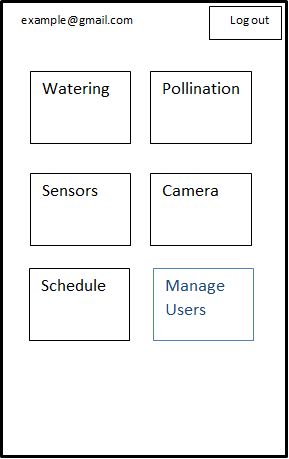 example@gmail.com Log out
Watering Pollination
Sensors Camera
Schedule Manage
Users